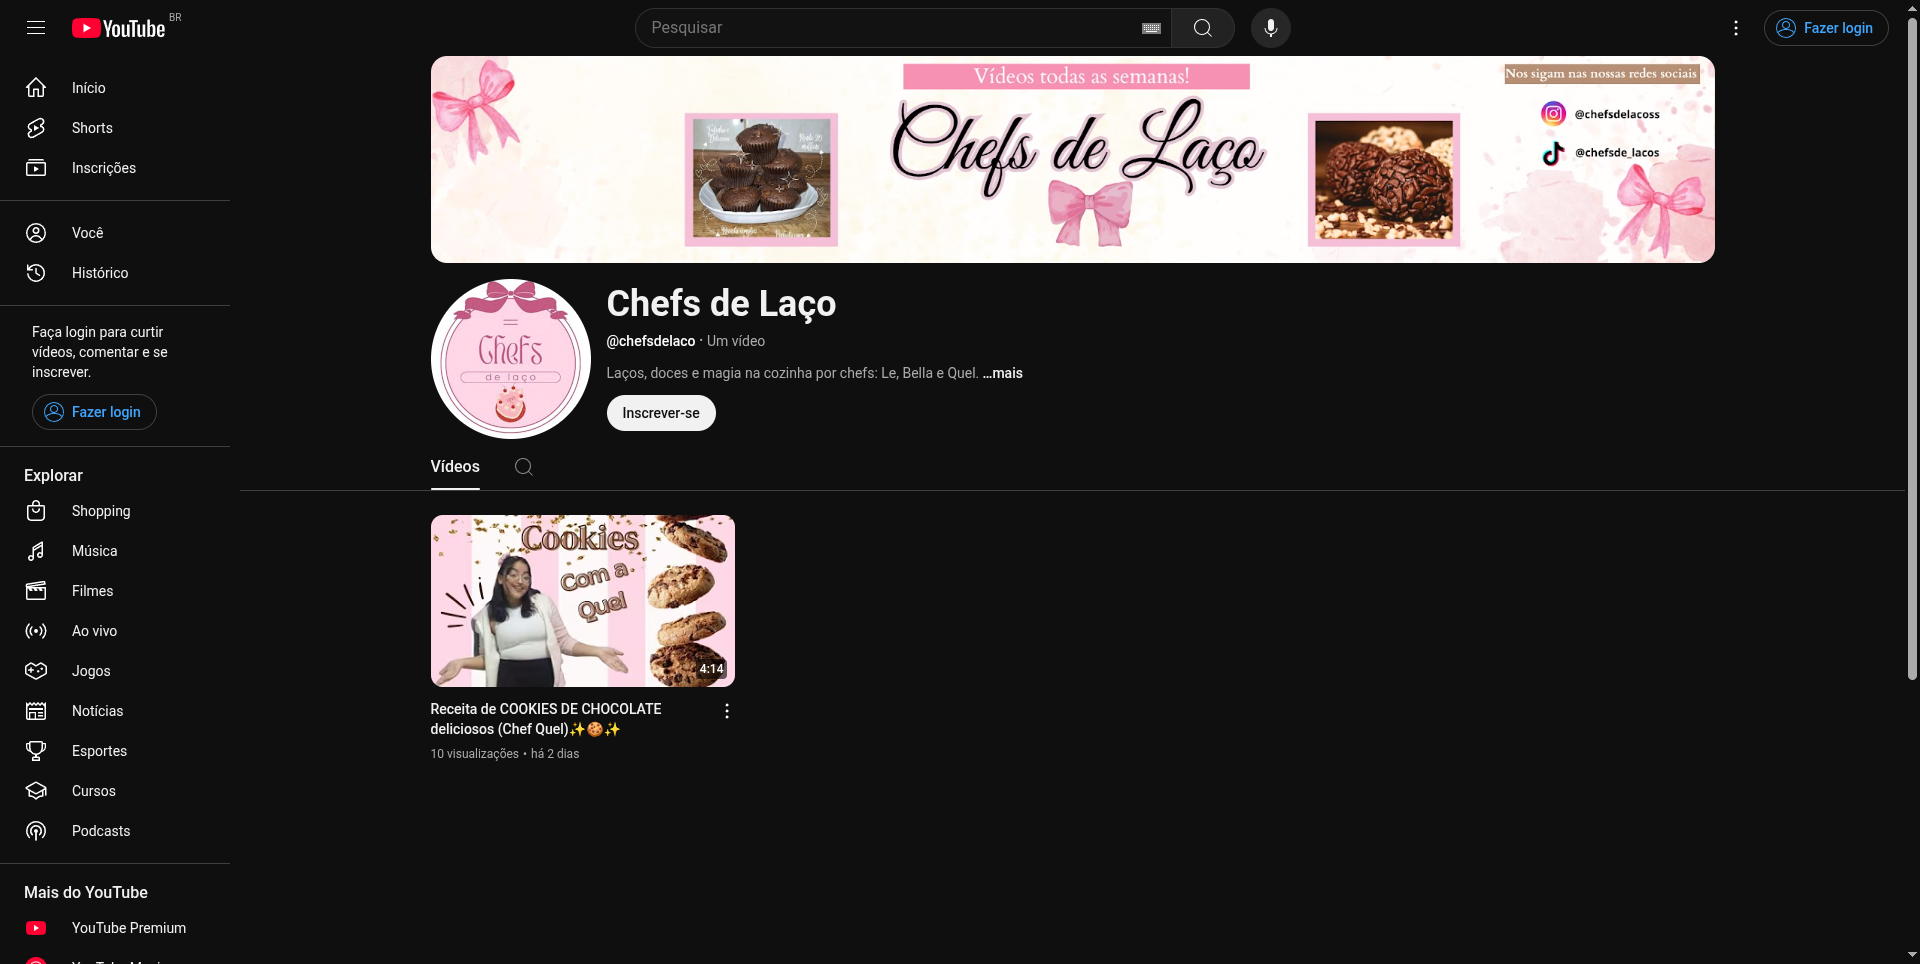 YouTube BR
Pesquisar
Fazer login
Início
Shorts
Inscrições
Você
Histórico
Faça login para curtir
vídeos, comentar e se
inscrever.
Fazer login
Explorar
Shopping
Música
Filmes
Ao vivo
Jogos
Notícias
Esportes
Cursos
Podcasts
Mais do YouTube
YouTube Premium
Vídeos todas as semanas!
Chefs de Laço
Nos sigam nas nossas redes sociais
@chefsdelacoss
@chefsde_lacos
Chefs
de laço
Chefs de Laço
@chefsdelaco · Um vídeo
Laços, doces e magia na cozinha por chefs: Le, Bella e Quel. ...mais
Inscrever-se
Vídeos
Cookies
Com a
Quel
4:14
Receita de COOKIES DE CHOCOLATE
deliciosos (Chef Quel)✨🍪✨
10 visualizações • há 2 dias